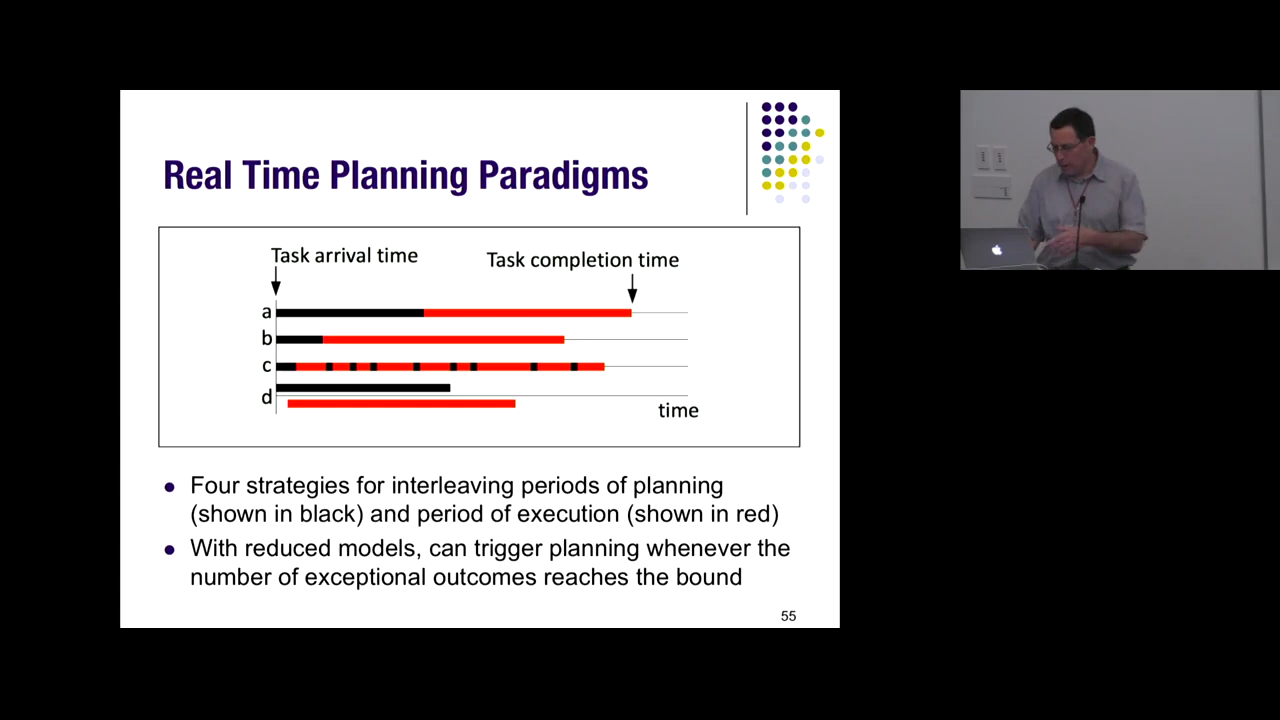 Real Time Planning Paradigms
Task arrival time
Task completion time
a
b
c
d
time
Four strategies for interleaving periods of planning
(shown in black) and period of execution (shown in red)
With reduced models, can trigger planning whenever the
number of exceptional outcomes reaches the bound
55